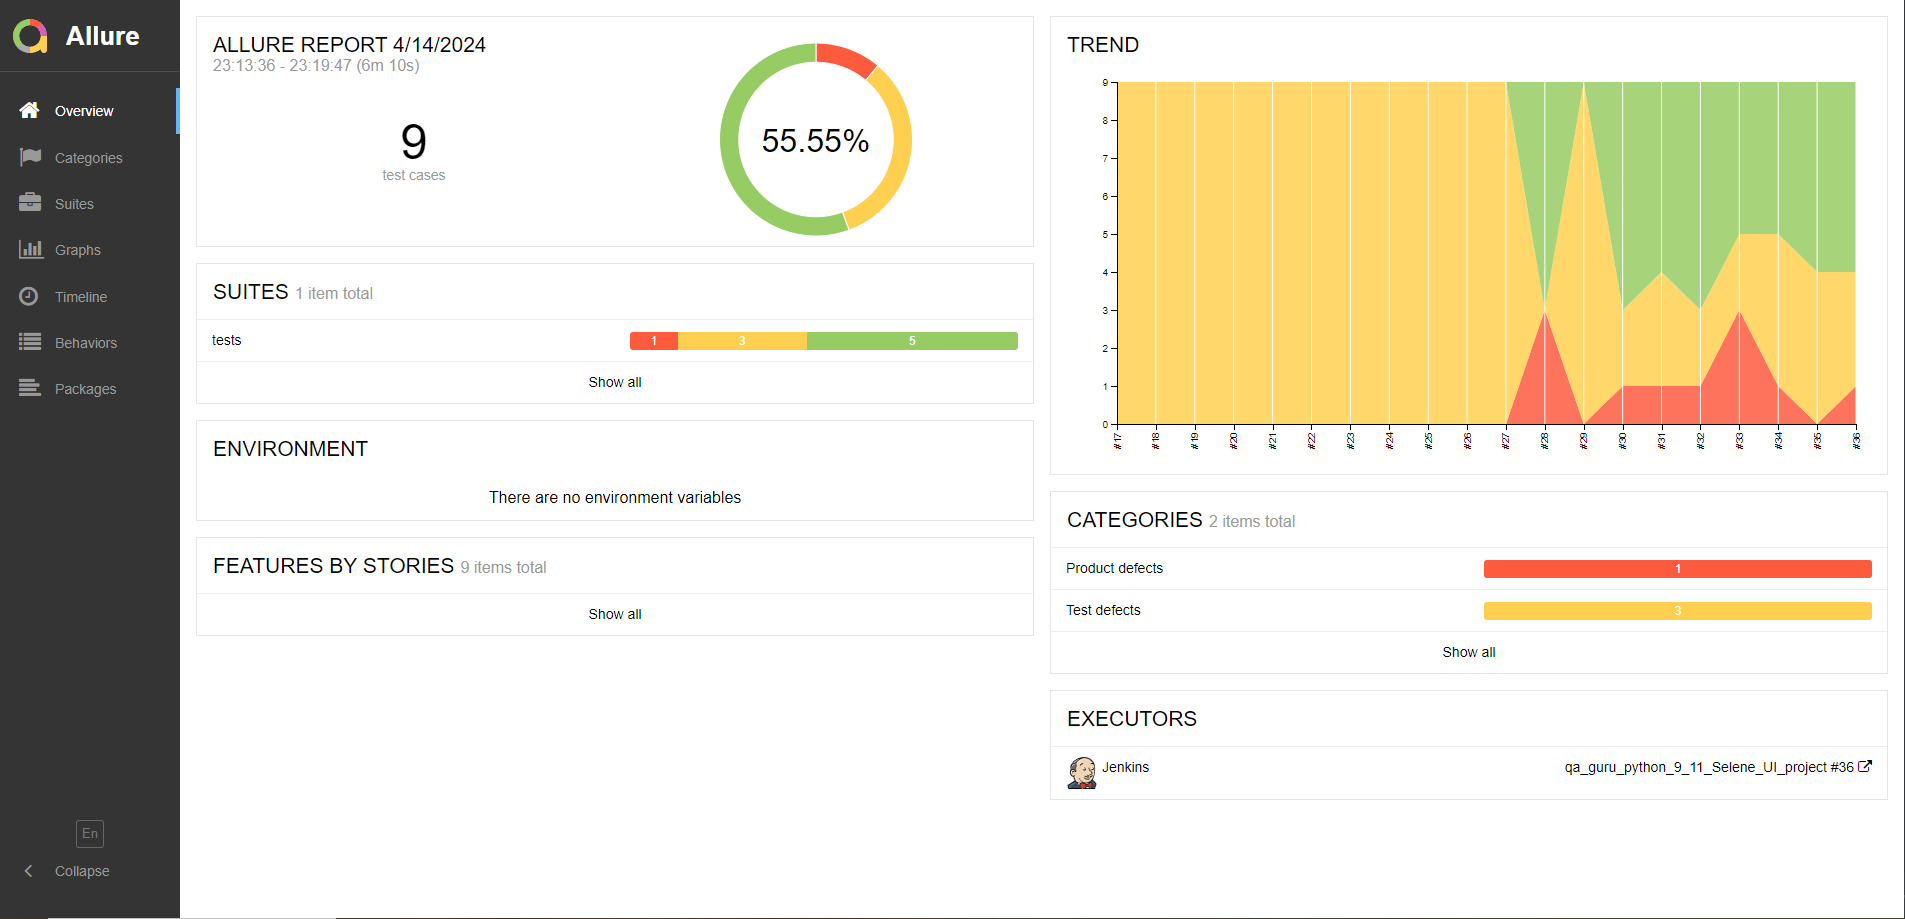 Allure
Overview
Categories
Suites
Graphs
Timeline
Behaviors
Packages
En
Collapse
ALLURE REPORT 4/14/2024
23:13:36 - 23:19:47 (6m 10s)
9
test cases
55.55%
SUITES 1 item total
tests 1 3 5
Show all
ENVIRONMENT
There are no environment variables
FEATURES BY STORIES 9 items total
Show all
TREND
9
8
7
6
5
4
3
2
1
0
#17 #18 #19 #20 #21 #22 #23 #24 #25 #26 #27 #28 #29 #30 #31 #32 #33 #34 #35 #36
CATEGORIES 2 items total
Product defects 1
Test defects 3
Show all
EXECUTORS
Jenkins qa_guru_python_9_11_Selene_UI_project #36